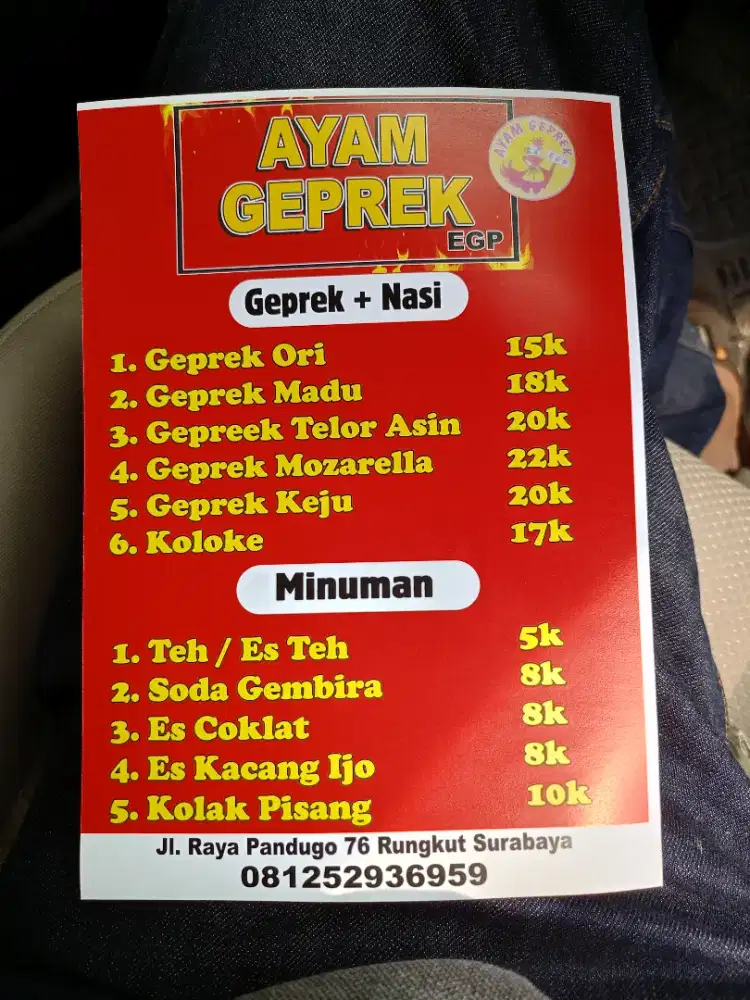 AYAM
GEPREK
EGP
AYAM GEPREK
EGP
Geprek + Nasi
1. Geprek Ori 15k
2. Geprek Madu 18k
3. Gepreek Telor Asin 20k
4. Geprek Mozarella 22k
5. Geprek Keju 20k
6. Koloke 17k
Minuman
1. Teh / Es Teh 5k
2. Soda Gembira 8k
3. Es Coklat 8k
4. Es Kacang Ijo 8k
5. Kolak Pisang 10k
Jl. Raya Pandugo 76 Rungkut Surabaya
081252936959